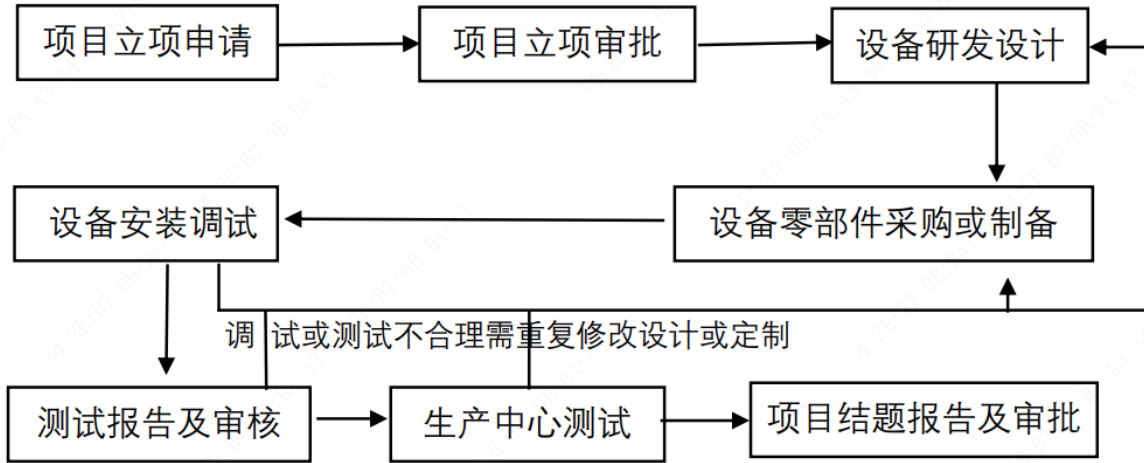 项目立项申请
项目立项审批
设备研发设计
设备安装调试
设备零部件采购或制备
调 试或测试不合理需重复修改设计或定制
测试报告及审核
生产中心测试
项目结题报告及审批